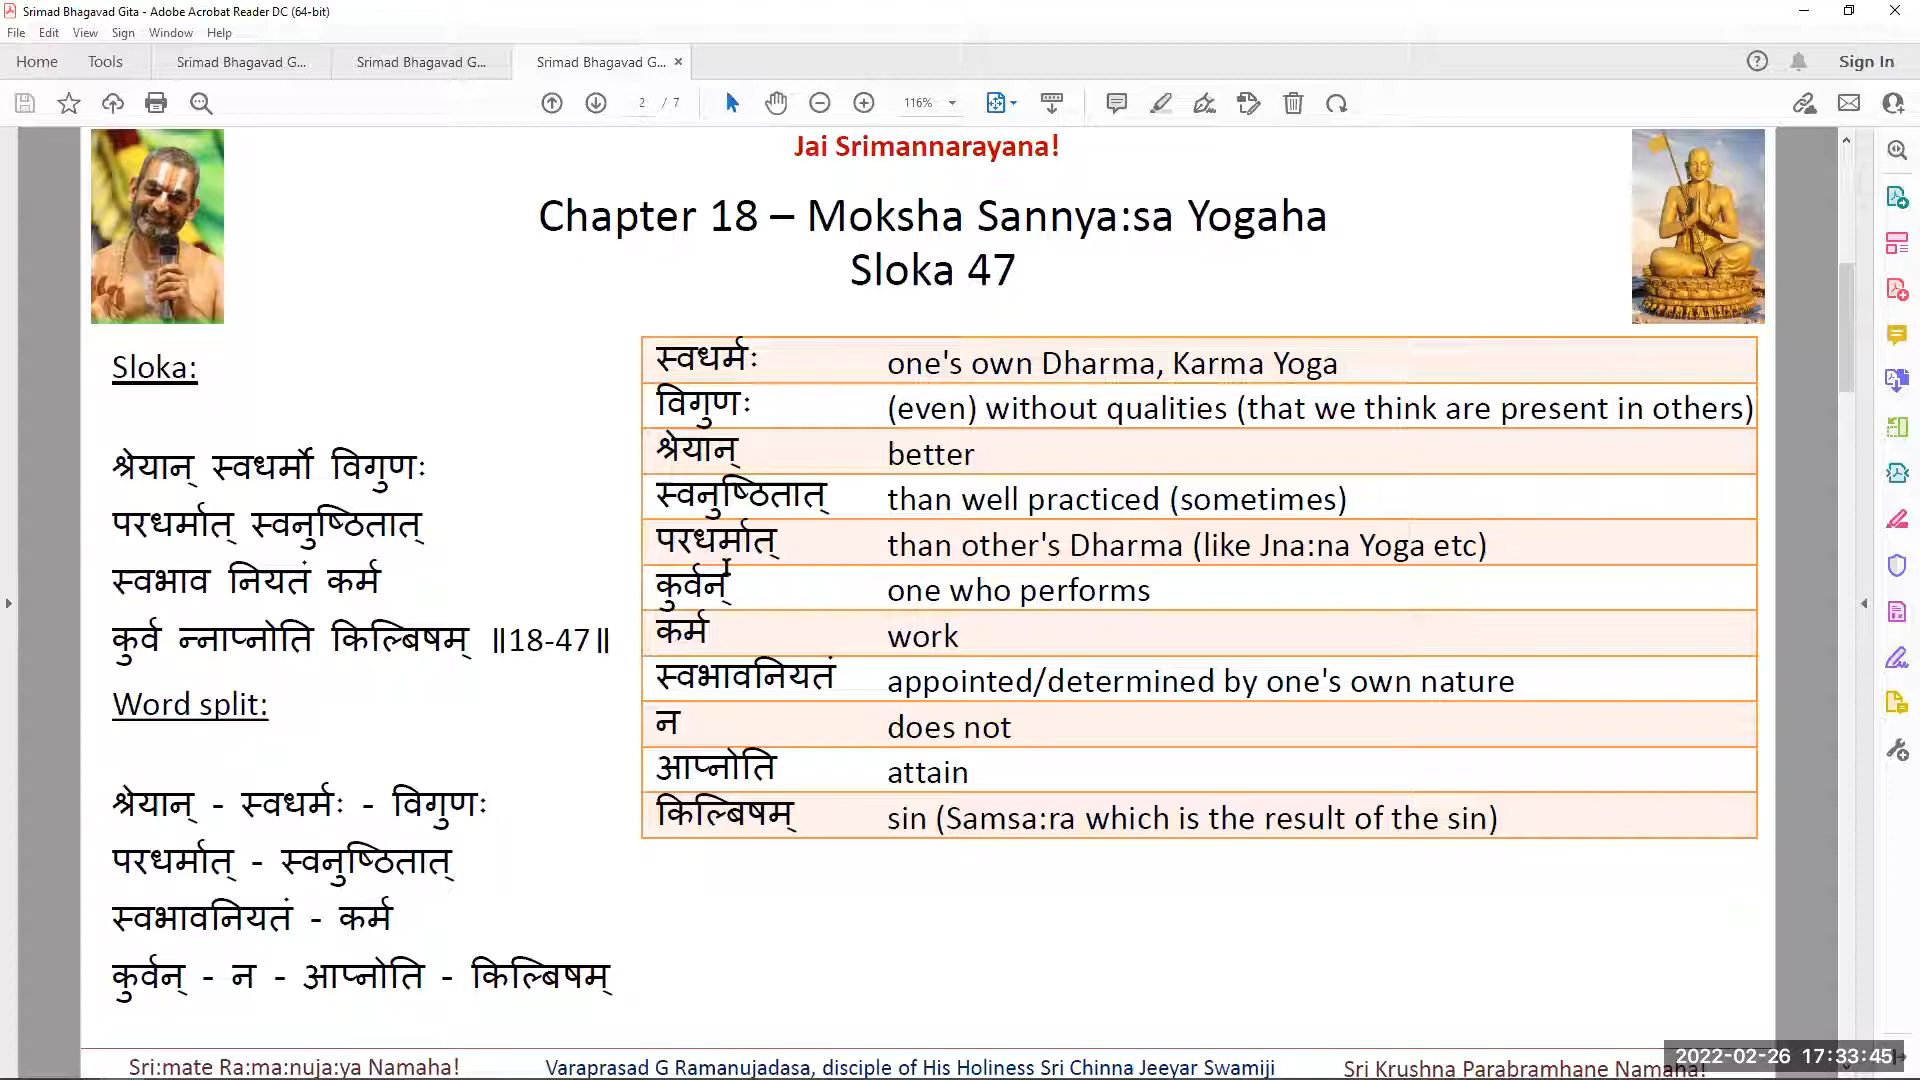 Srimad Bhagavad Gita - Adobe Acrobat Reader DC (64-bit)
File Edit View Sign Window Help
Home Tools Srimad Bhagavad G... Srimad Bhagavad G... Srimad Bhagavad G... × Sign In
2 / 7 116%
Jai Srimannarayana!
Chapter 18 – Moksha Sannya:sa Yogaha
Sloka 47
Sloka:
श्रेयान् स्वधर्मो विगुणः
परधर्मात् स्वनुष्ठितात्
स्वभाव नियतं कर्म
कुर्व न्नाप्नोति किल्बिषम् ॥18-47॥
Word split:
श्रेयान् - स्वधर्मः - विगुणः
परधर्मात् - स्वनुष्ठितात्
स्वभावनियतं - कर्म
कुर्वन् - न - आप्नोति - किल्बिषम्
स्वधर्मः one's own Dharma, Karma Yoga
विगुणः (even) without qualities (that we think are present in others)
श्रेयान् better
स्वनुष्ठितात् than well practiced (sometimes)
परधर्मात् than other's Dharma (like Jna:na Yoga etc)
कुर्वन् one who performs
कर्म work
स्वभावनियतं appointed/determined by one's own nature
न does not
आप्नोति attain
किल्बिषम् sin (Samsa:ra which is the result of the sin)
Sri:mate Ra:ma:nuja:ya Namaha! Varaprasad G Ramanujadasa, disciple of His Holiness Sri Chinna Jeeyar Swamiji Sri Krushna Parabramhane Namaha!
2022-02-26 17:33:45